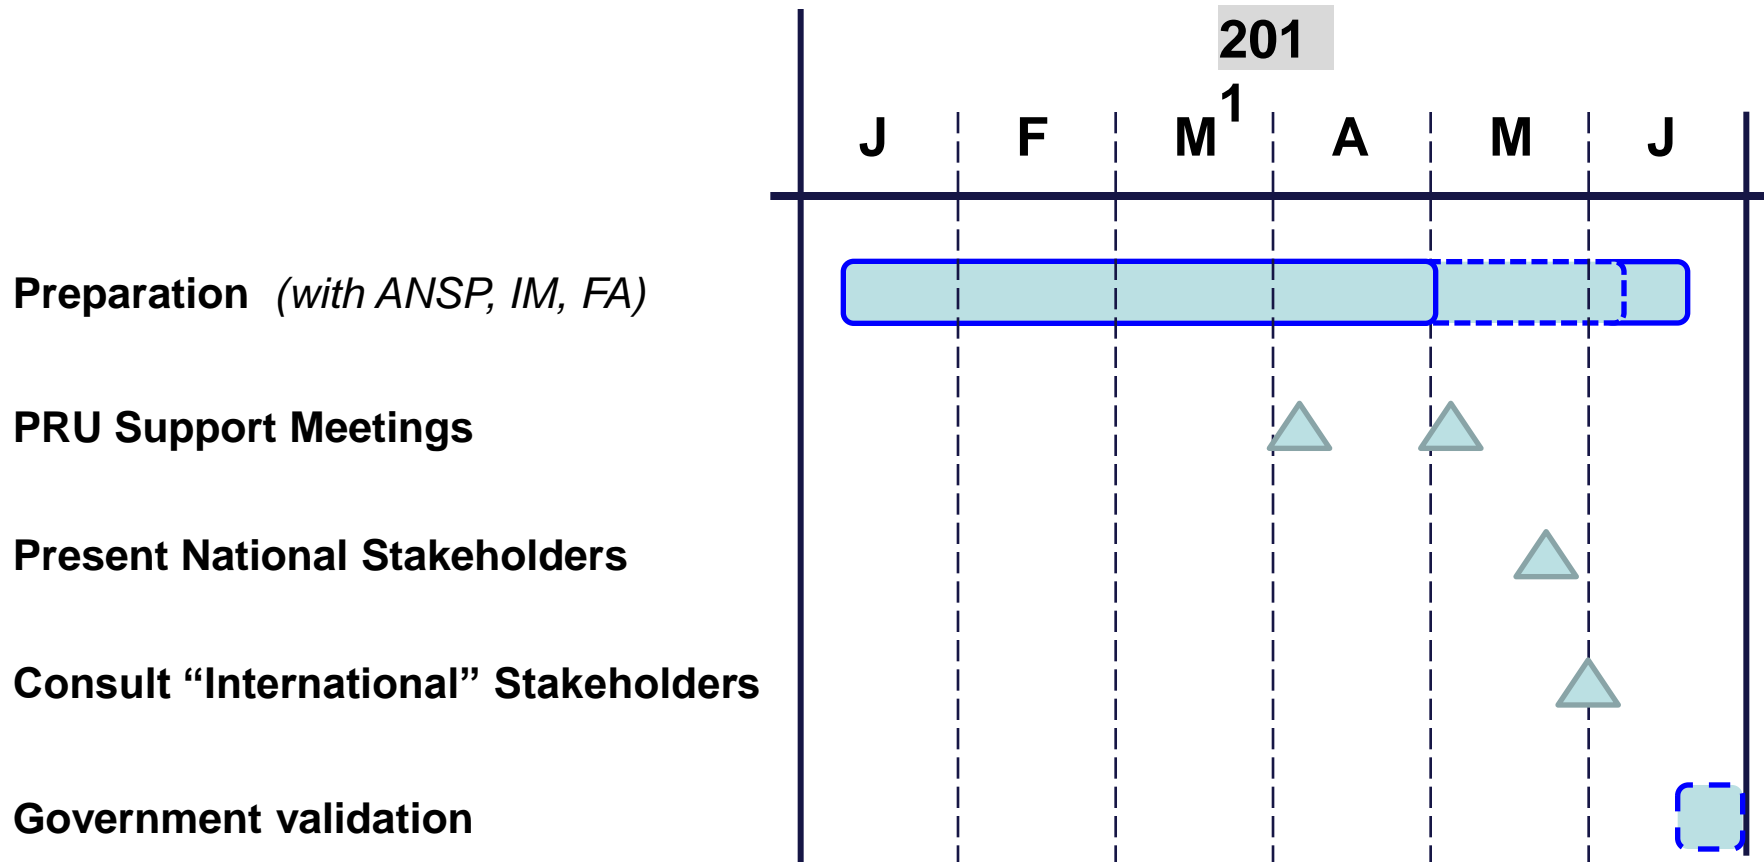 201
1
J F M A M J
Preparation (with ANSP, IM, FA)
PRU Support Meetings
Present National Stakeholders
Consult “International” Stakeholders
Government validation